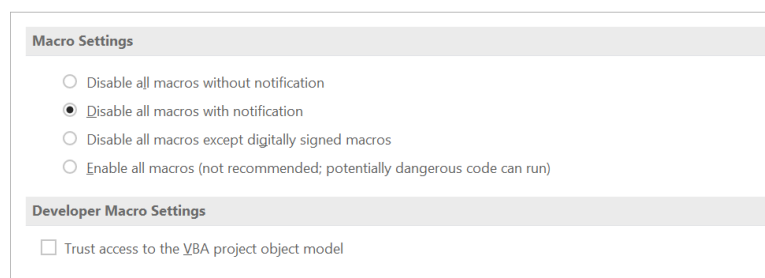 Macro Settings
Disable all macros without notification
Disable all macros with notification
Disable all macros except digitally signed macros
Enable all macros (not recommended; potentially dangerous code can run)
Developer Macro Settings
Trust access to the VBA project object model